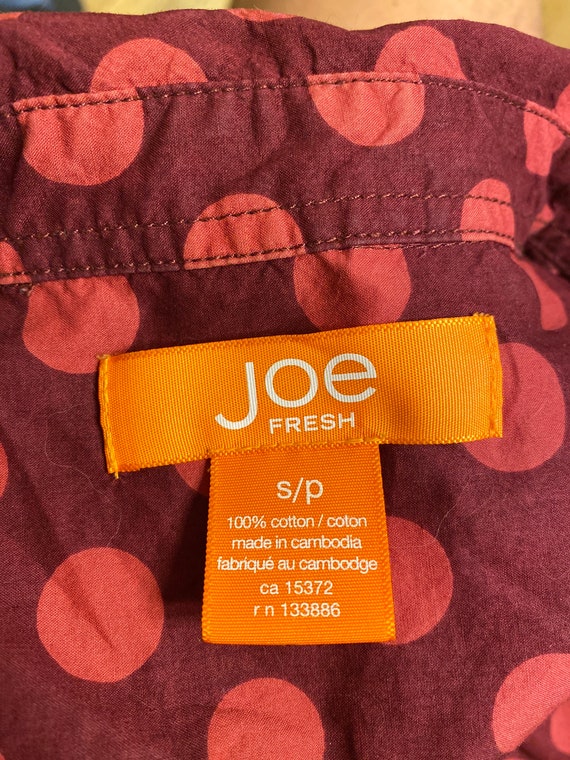 Joe
FRESH
s/p
100% cotton / coton
made in cambodia
fabriqué au cambodge
ca 15372
r n 133886